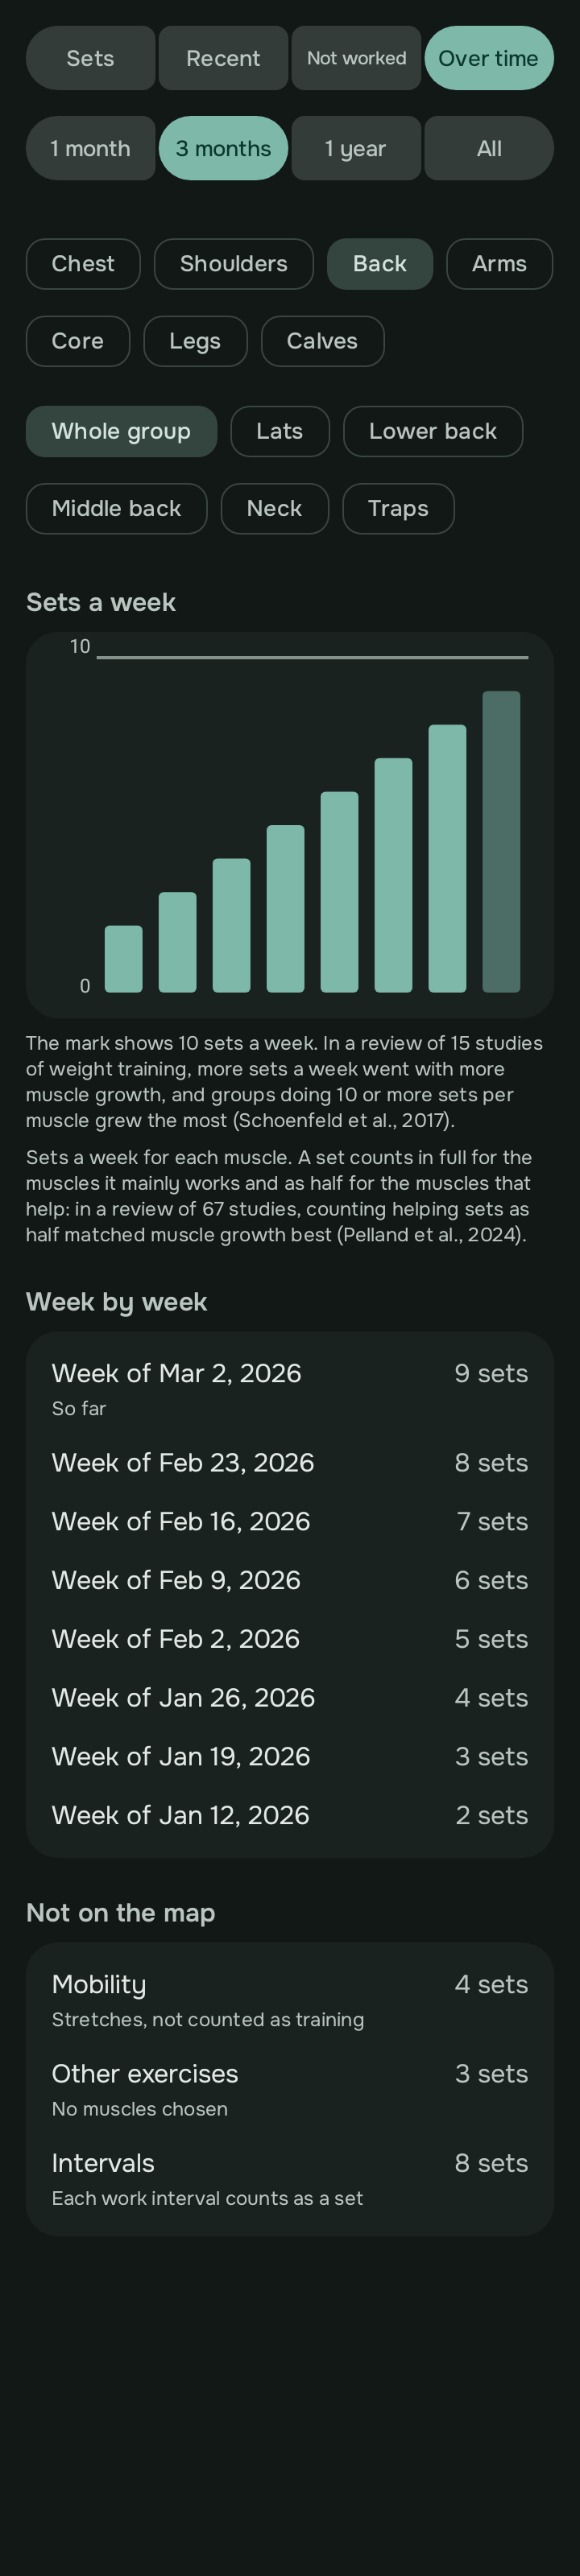 Sets
Recent
Not worked
Over time
1 month
3 months
1 year
All
Chest
Shoulders
Back
Arms
Core
Legs
Calves
Whole group
Lats
Lower back
Middle back
Neck
Traps
Sets a week
10
0
The mark shows 10 sets a week. In a review of 15 studies
of weight training, more sets a week went with more
muscle growth, and groups doing 10 or more sets per
muscle grew the most (Schoenfeld et al., 2017).
Sets a week for each muscle. A set counts in full for the
muscles it mainly works and as half for the muscles that
help: in a review of 67 studies, counting helping sets as
half matched muscle growth best (Pelland et al., 2024).
Week by week
Week of Mar 2, 2026 9 sets
So far
Week of Feb 23, 2026 8 sets
Week of Feb 16, 2026 7 sets
Week of Feb 9, 2026 6 sets
Week of Feb 2, 2026 5 sets
Week of Jan 26, 2026 4 sets
Week of Jan 19, 2026 3 sets
Week of Jan 12, 2026 2 sets
Not on the map
Mobility 4 sets
Stretches, not counted as training
Other exercises 3 sets
No muscles chosen
Intervals 8 sets
Each work interval counts as a set